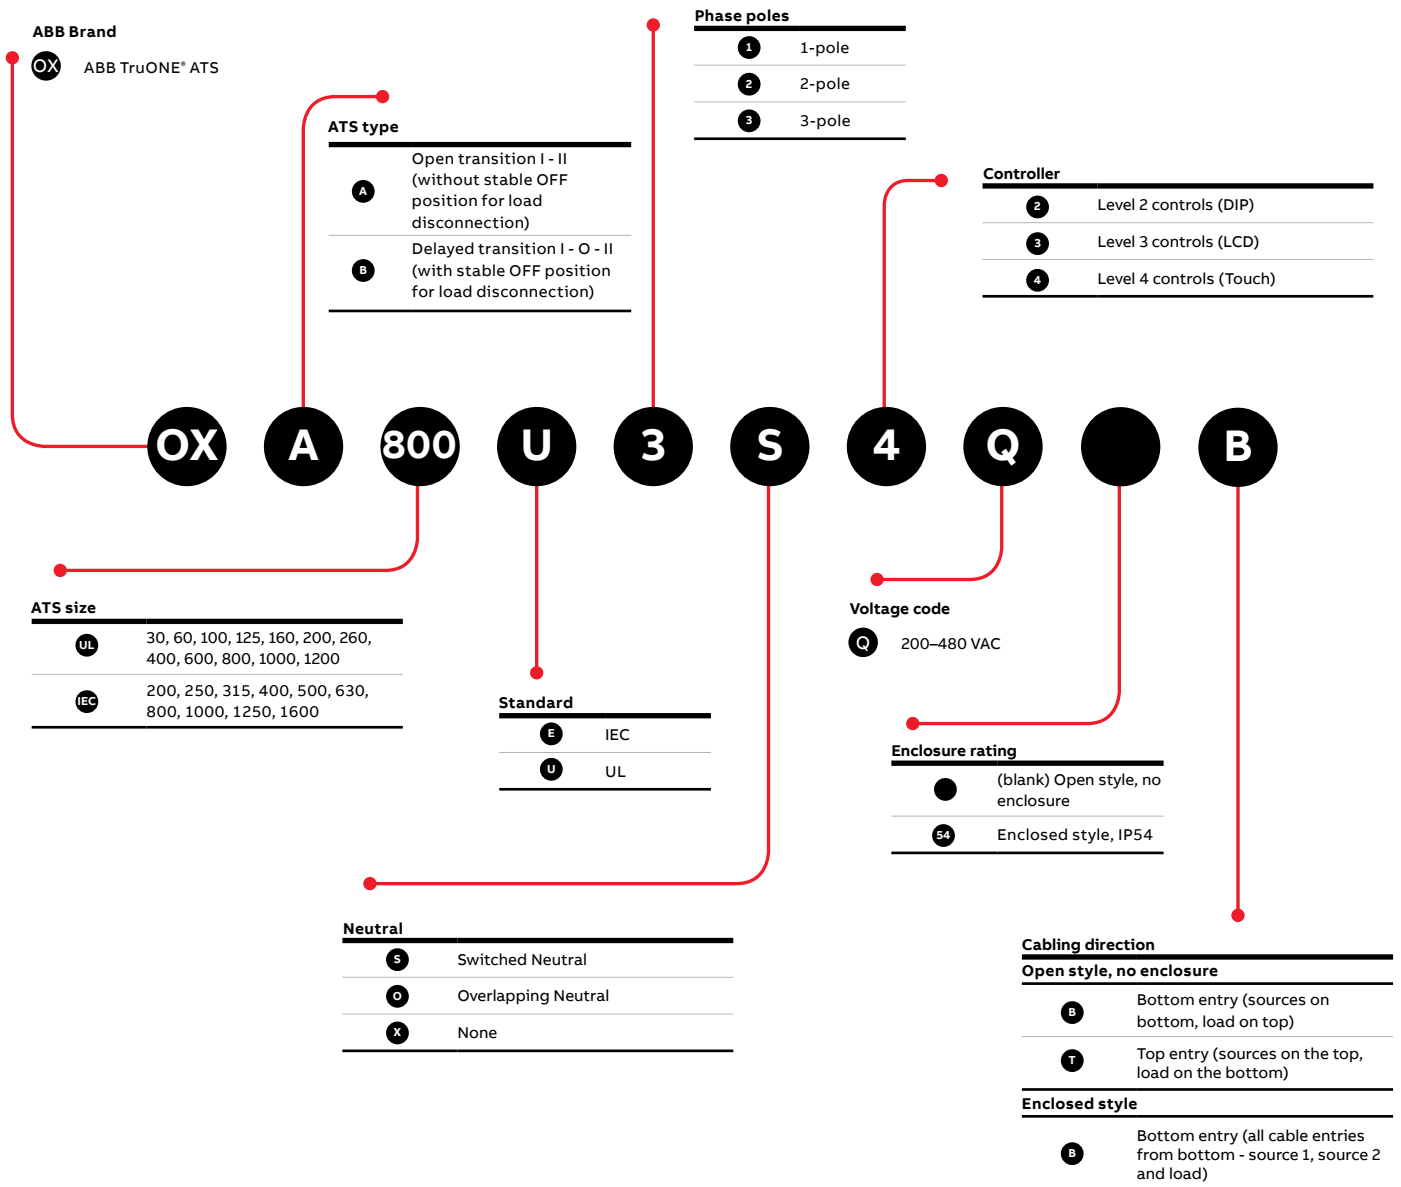 ABB Brand
OX ABB TruONE® ATS
ATS type
A Open transition I - II
(without stable OFF
position for load
disconnection)
B Delayed transition I - O - II
(with stable OFF position
for load disconnection)
Phase poles
1 1-pole
2 2-pole
3 3-pole
Controller
2 Level 2 controls (DIP)
3 Level 3 controls (LCD)
4 Level 4 controls (Touch)
OX A 800 U 3 S 4 Q B
ATS size
UL 30, 60, 100, 125, 160, 200, 260,
400, 600, 800, 1000, 1200
IEC 200, 250, 315, 400, 500, 630,
800, 1000, 1250, 1600
Standard
E IEC
U UL
Voltage code
Q 200–480 VAC
Enclosure rating
(blank) Open style, no
enclosure
54 Enclosed style, IP54
Neutral
S Switched Neutral
O Overlapping Neutral
X None
Cabling direction
Open style, no enclosure
B Bottom entry (sources on
bottom, load on top)
T Top entry (sources on the top,
load on the bottom)
Enclosed style
B Bottom entry (all cable entries
from bottom - source 1, source 2
and load)